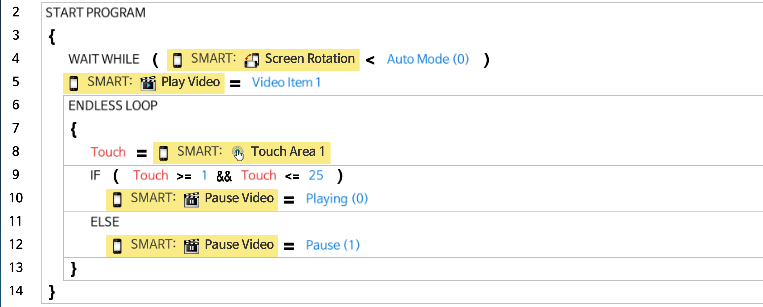 2 START PROGRAM
3 {
4 WAIT WHILE ( SMART: Screen Rotation < Auto Mode (0) )
5 SMART: Play Video = Video Item 1
6 ENDLESS LOOP
7 {
8 Touch = SMART: Touch Area 1
9 IF ( Touch >= 1 && Touch <= 25 )
10 SMART: Pause Video = Playing (0)
11 ELSE
12 SMART: Pause Video = Pause (1)
13 }
14 }